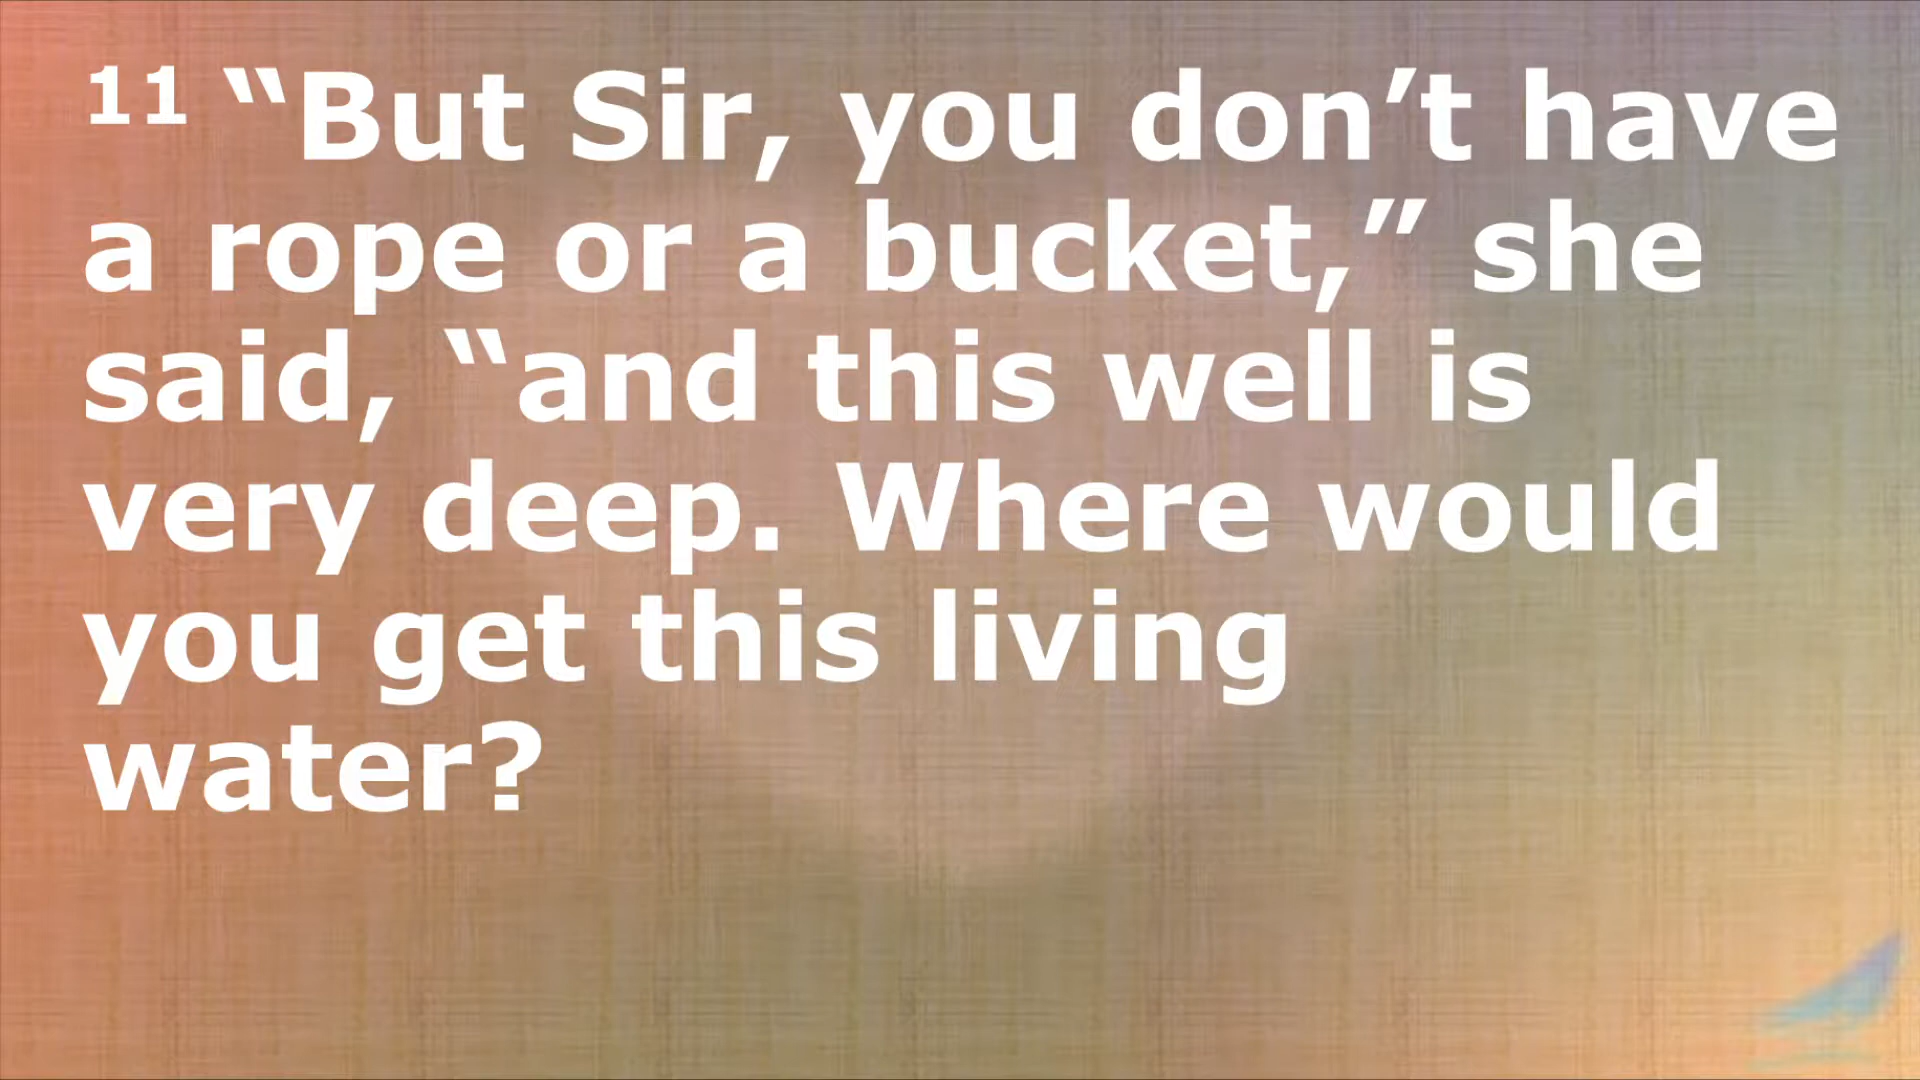 11 “But Sir, you don’t have
a rope or a bucket,” she
said, “and this well is
very deep. Where would
you get this living
water?